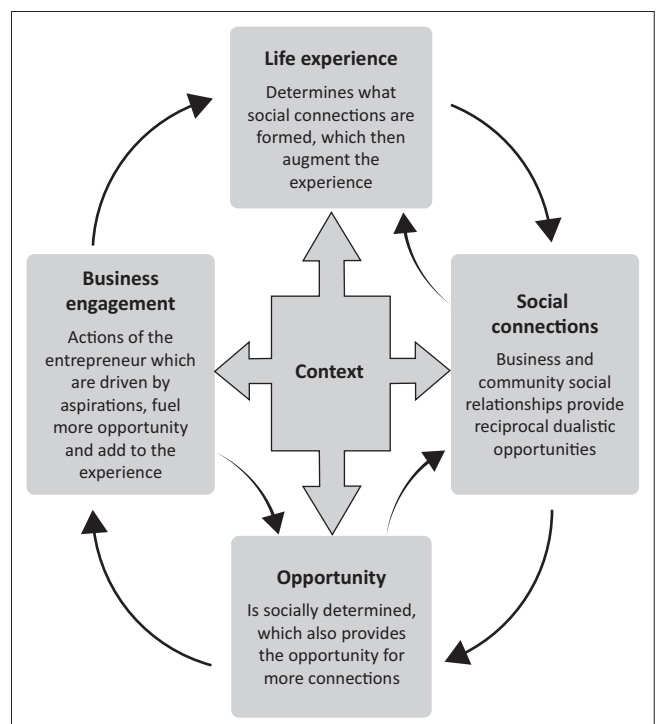 Life experience
Determines what
social connections are
formed, which then
augment the
experience
Business
engagement
Actions of the
entrepreneur which
are driven by
aspirations, fuel
more opportunity
and add to the
experience
Context
Social
connections
Business and
community social
relationships provide
reciprocal dualistic
opportunities
Opportunity
Is socially determined,
which also provides
the opportunity for
more connections